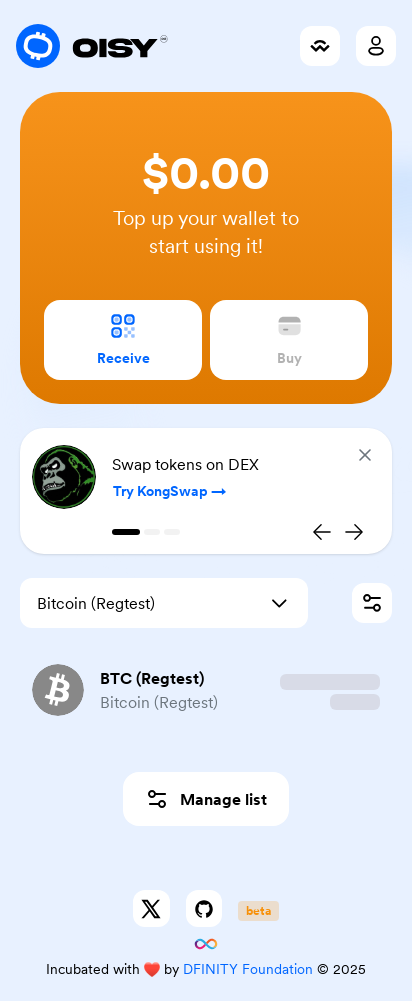 OISY
$0.00
Top up your wallet to
start using it!
Receive
Buy
Swap tokens on DEX
Try KongSwap →
Bitcoin (Regtest)
BTC (Regtest)
Bitcoin (Regtest)
Manage list
beta
Incubated with ❤️ by DFINITY Foundation © 2025